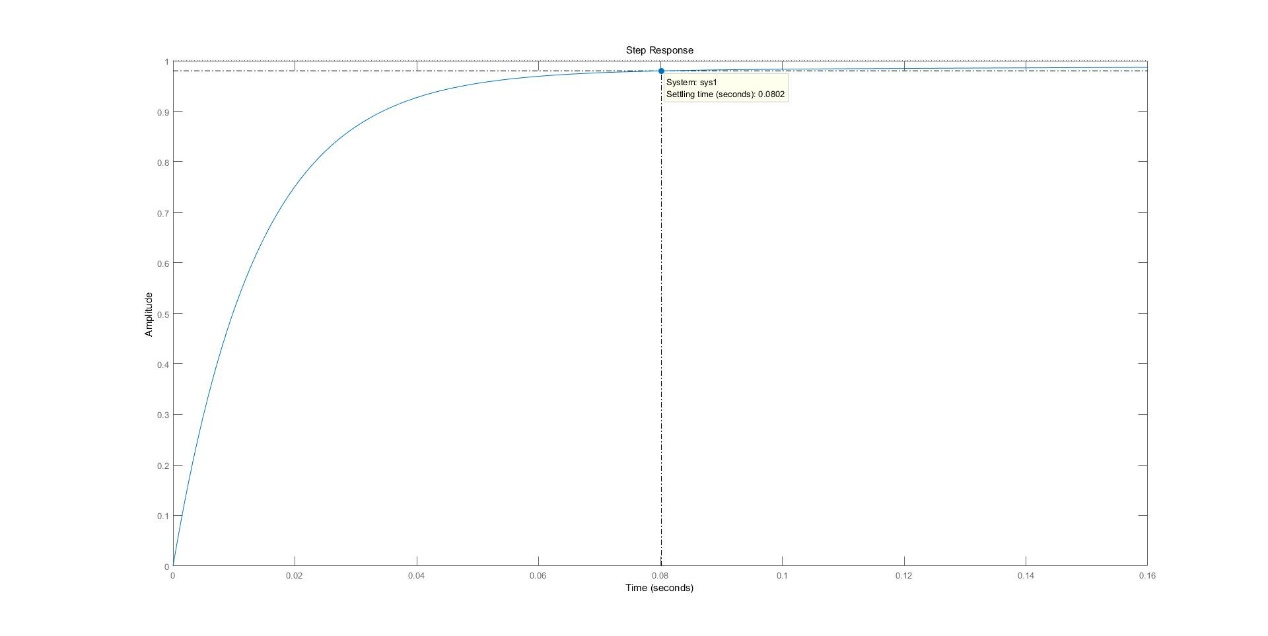 Step Response
1
0.9
0.8
0.7
0.6
0.5
0.4
0.3
0.2
0.1
0
Amplitude
System: sys1
Settling time (seconds): 0.0802
0 0.02 0.04 0.06 0.08 0.1 0.12 0.14 0.16
Time (seconds)